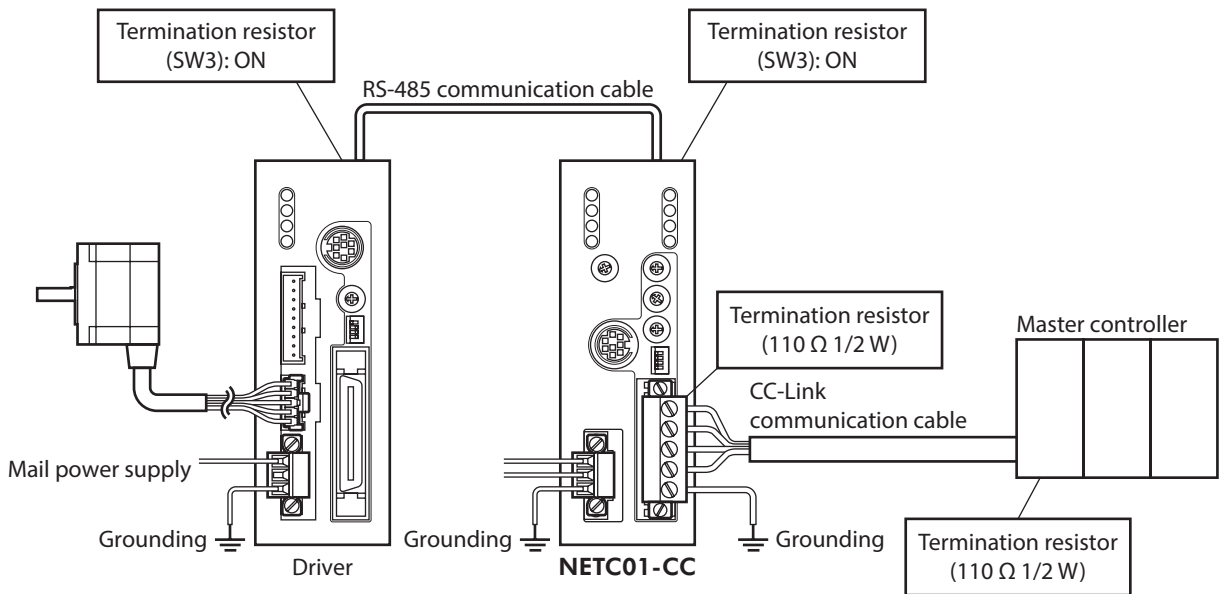 Termination resistor
(SW3): ON
Termination resistor
(SW3): ON
RS-485 communication cable
Termination resistor
(110 Ω 1/2 W)
Master controller
CC-Link
communication cable
Mail power supply
Grounding
Grounding
Grounding
Driver
NETC01-CC
Termination resistor
(110 Ω 1/2 W)